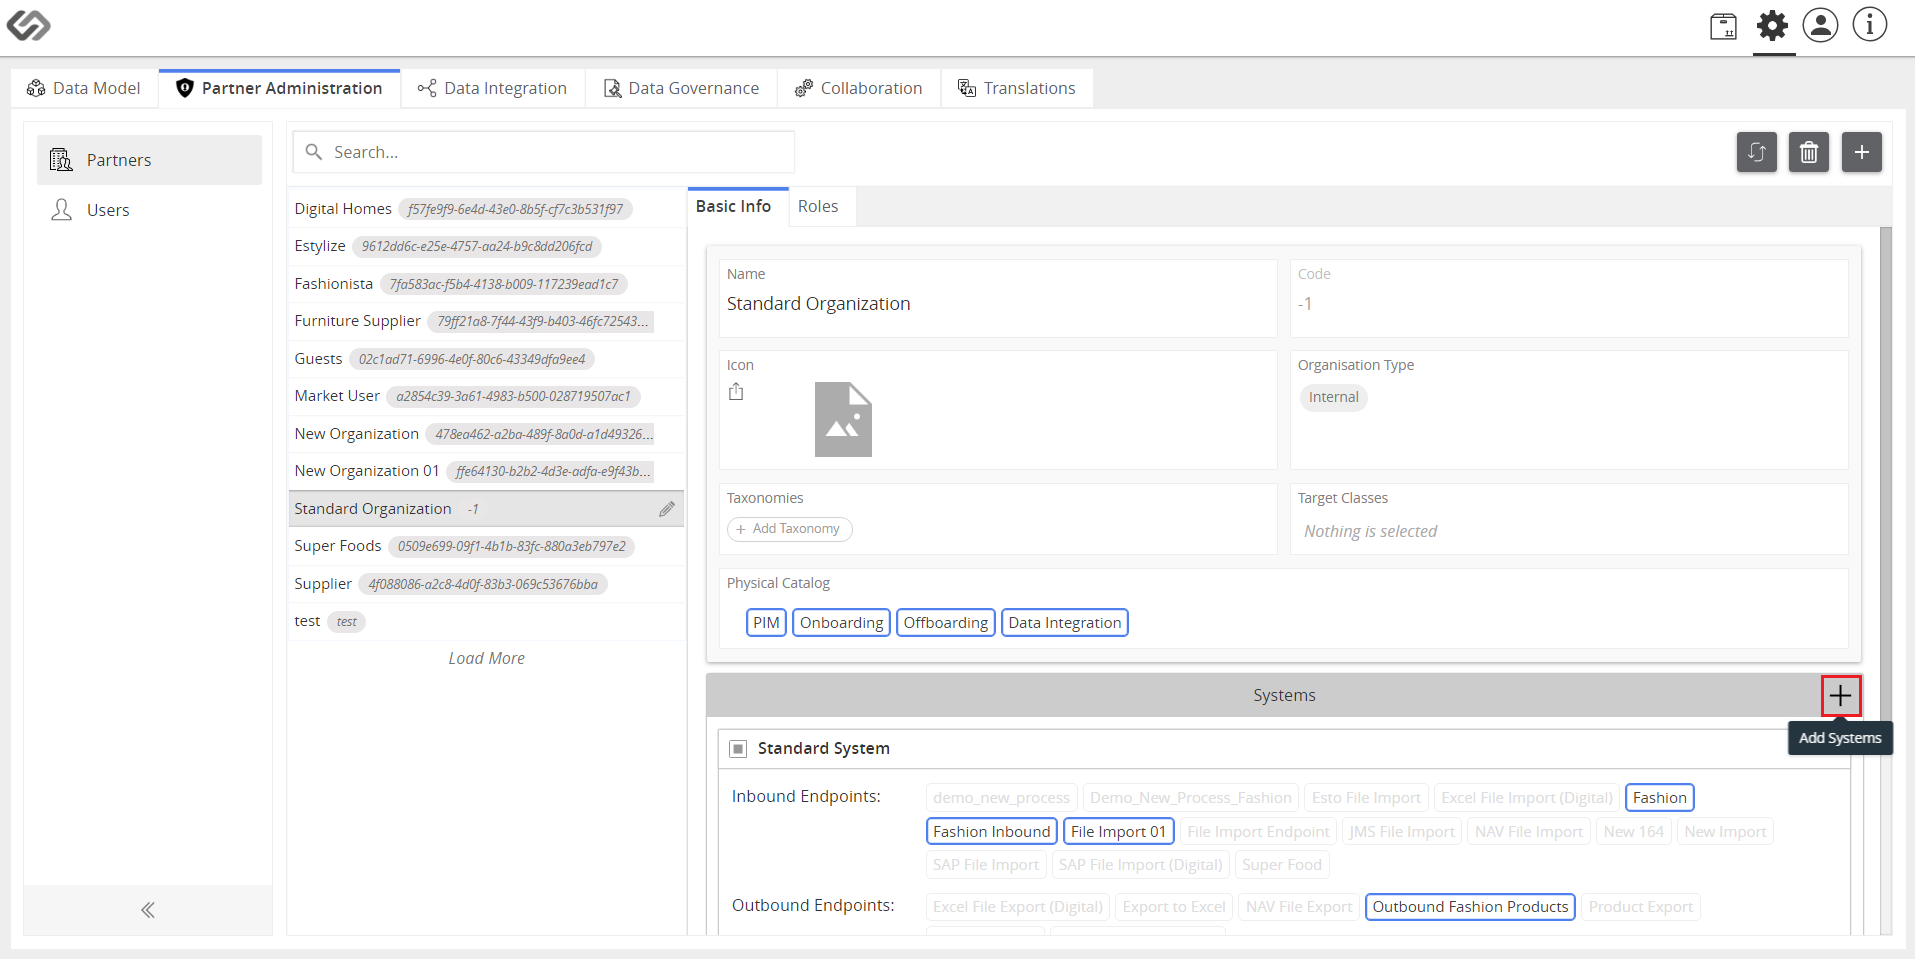 Data Model
Partner Administration
Data Integration
Data Governance
Collaboration
Translations
Partners
Users
Search...
Digital Homes f57fe9f9-6e4d-43e0-8b5f-cf7c3b531f97
Estylize 9612dd6c-e25e-4757-aa24-b9c8dd206fcd
Fashionista 7fa583ac-f5b4-4138-b009-117239ead1c7
Furniture Supplier 79ff21a8-7f44-43f9-b403-46fc72543...
Guests 02c1ad71-6996-4e0f-80c6-43349dfa9ee4
Market User a2854c39-3a61-4983-b500-028719507ac1
New Organization 478ea462-a2ba-489f-8a0d-a1d49326...
New Organization 01 ffe64130-b2b2-4d3e-adfa-e9f43b...
Standard Organization -1
Super Foods 0509e699-09f1-4b1b-83fc-880a3eb797e2
Supplier 4f088086-a2c8-4d0f-83b3-069c53676bba
test test
Load More
Basic Info Roles
Name
Standard Organization
Code
-1
Icon
Organisation Type
Internal
Taxonomies
+ Add Taxonomy
Target Classes
Nothing is selected
Physical Catalog
PIM Onboarding Offboarding Data Integration
Systems
Add Systems
Standard System
Inbound Endpoints: demo_new_process Demo_New_Process_Fashion Esto File Import Excel File Import (Digital) Fashion
Fashion Inbound File Import 01 File Import Endpoint JMS File Import NAV File Import New 164 New Import
SAP File Import SAP File Import (Digital) Super Food
Outbound Endpoints: Excel File Export (Digital) Export to Excel NAV File Export Outbound Fashion Products Product Export